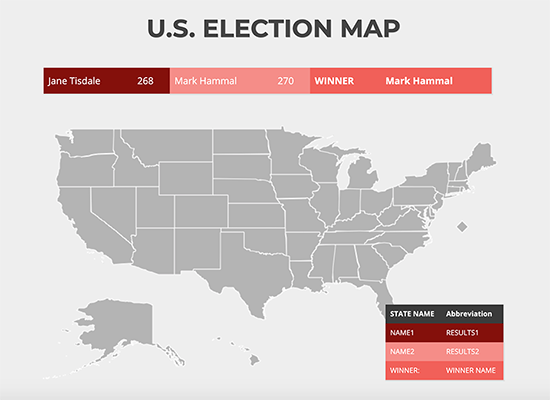 U.S. ELECTION MAP
Jane Tisdale 268 Mark Hammal 270 WINNER Mark Hammal
STATE NAME Abbreviation
NAME1 RESULTS1
NAME2 RESULTS2
WINNER: WINNER NAME